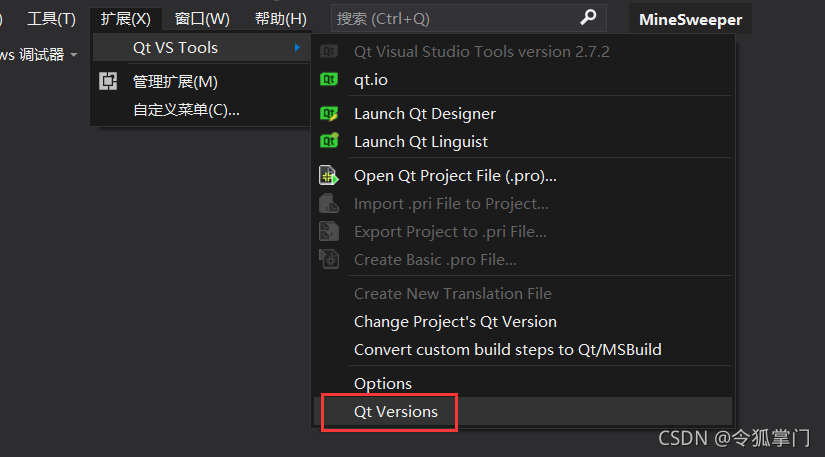 ) 工具(T) 扩展(X) 窗口(W) 帮助(H) 搜索 (Ctrl+Q) MineSweeper
ws 调试器
Qt VS Tools
管理扩展(M)
自定义菜单(C)...
Qt Visual Studio Tools version 2.7.2
qt.io
Launch Qt Designer
Launch Qt Linguist
Open Qt Project File (.pro)...
Import .pri File to Project...
Export Project to .pri File...
Create Basic .pro File...
Create New Translation File
Change Project's Qt Version
Convert custom build steps to Qt/MSBuild
Options
Qt Versions
CSDN @令狐掌门